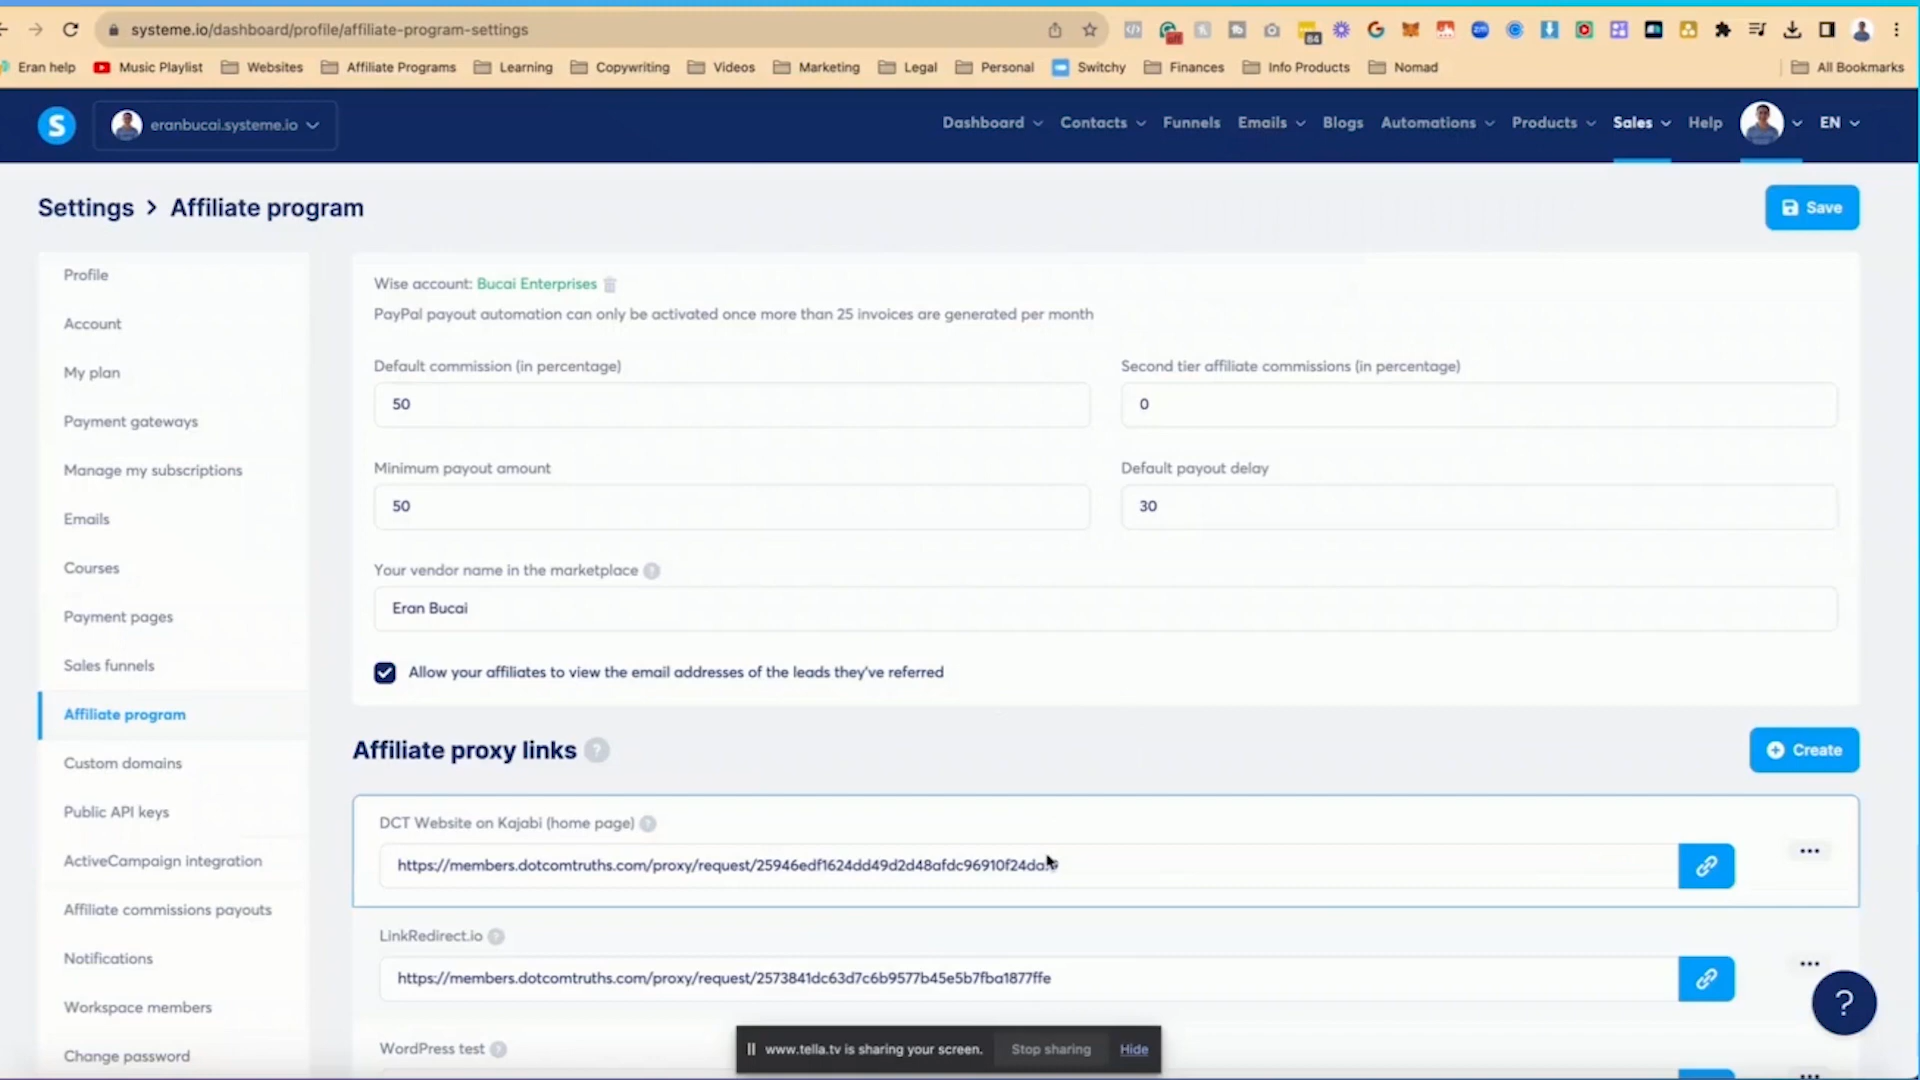 systeme.io/dashboard/profile/affiliate-program-settings
Eran help
Music Playlist
Websites
Affiliate Programs
Learning
Copywriting
Videos
Marketing
Legal
Personal
Switchy
Finances
Info Products
Nomad
All Bookmarks
S
eranbucai.systeme.io
Dashboard
Contacts
Funnels
Emails
Blogs
Automations
Products
Sales
Help
EN
Settings > Affiliate program
Save
Profile
Account
My plan
Payment gateways
Manage my subscriptions
Emails
Courses
Payment pages
Sales funnels
Affiliate program
Custom domains
Public API keys
ActiveCampaign integration
Affiliate commissions payouts
Notifications
Workspace members
Change password
Wise account: Bucai Enterprises
PayPal payout automation can only be activated once more than 25 invoices are generated per month
Default commission (in percentage)
50
Second tier affiliate commissions (in percentage)
0
Minimum payout amount
50
Default payout delay
30
Your vendor name in the marketplace ?
Eran Bucai
Allow your affiliates to view the email addresses of the leads they've referred
Affiliate proxy links ?
Create
DCT Website on Kajabi (home page) ?
LinkRedirect.io ?
https://members.dotcomtruths.com/proxy/request/2573841dc63d7c6b9577b45e5b7fba1877ffe
WordPress test ?
www.tella.tv is sharing your screen.
Stop sharing
Hide
?